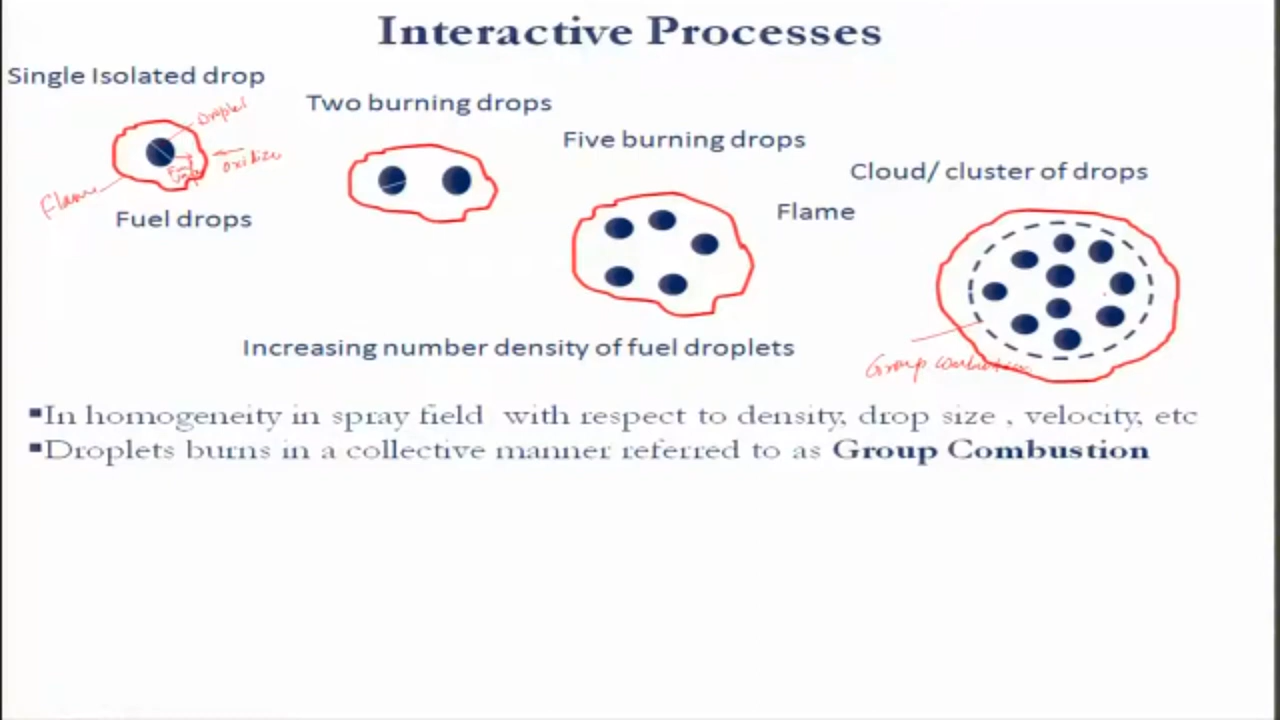 Interactive Processes
Single Isolated drop
Two burning drops
Five burning drops
Cloud/ cluster of drops
Droplet
oxidize
Flame
Fuel drops
Flame
Increasing number density of fuel droplets
Group combustion
▪In homogeneity in spray field with respect to density, drop size , velocity, etc
▪Droplets burns in a collective manner referred to as Group Combustion